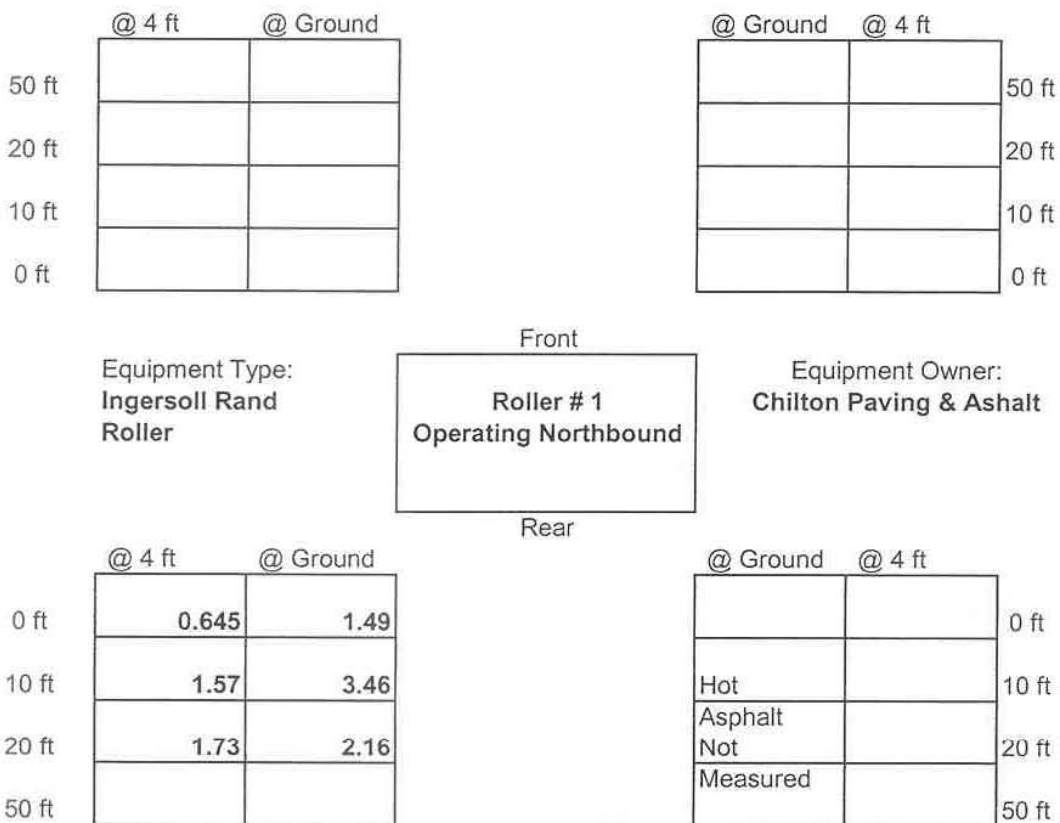 @ 4 ft @ Ground @ Ground @ 4 ft
50 ft 50 ft
20 ft 20 ft
10 ft 10 ft
0 ft 0 ft
Front
Equipment Type:
Ingersoll Rand
Roller
Roller # 1
Operating Northbound
Equipment Owner:
Chilton Paving & Ashalt
Rear
@ 4 ft @ Ground @ Ground @ 4 ft
0 ft 0.645 1.49 0 ft
10 ft 1.57 3.46 Hot 10 ft
Asphalt
20 ft 1.73 2.16 Not 20 ft
Measured
50 ft 50 ft